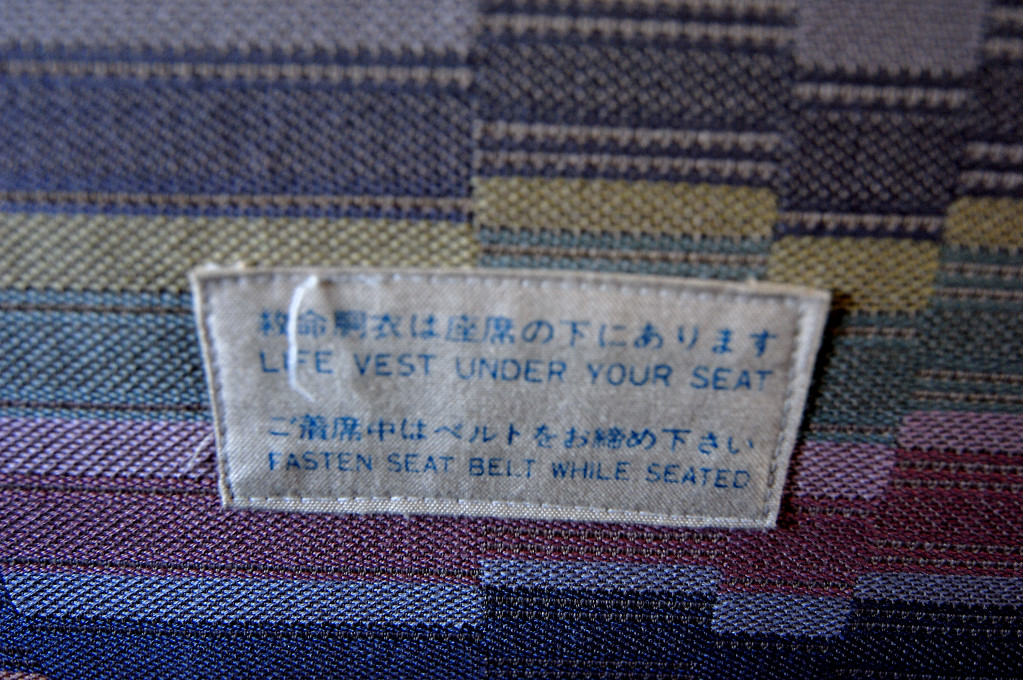 救命胴衣は座席の下にあります
LIFE VEST UNDER YOUR SEAT
ご着席中はベルトをお締め下さい
FASTEN SEAT BELT WHILE SEATED